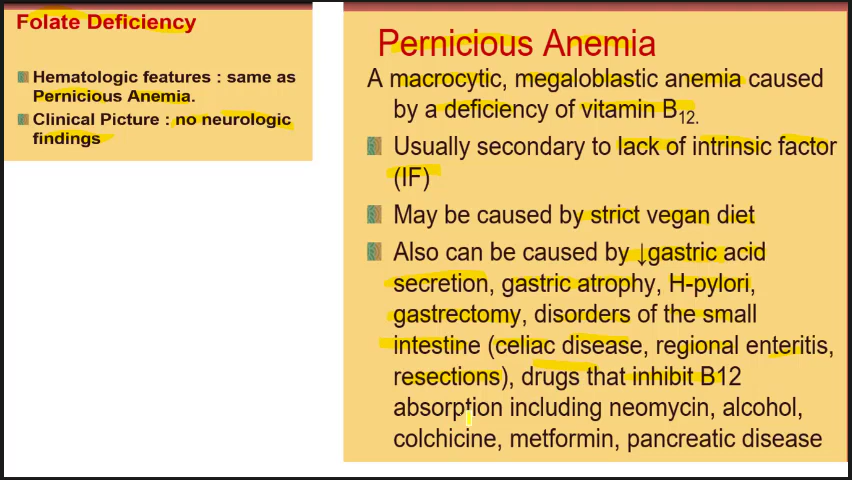 Folate Deficiency
Hematologic features : same as
Pernicious Anemia.
Clinical Picture : no neurologic
findings
Pernicious Anemia
A macrocytic, megaloblastic anemia caused
by a deficiency of vitamin B12.
Usually secondary to lack of intrinsic factor
(IF)
May be caused by strict vegan diet
Also can be caused by ↓gastric acid
secretion, gastric atrophy, H-pylori,
gastrectomy, disorders of the small
intestine (celiac disease, regional enteritis,
resections), drugs that inhibit B12
absorption including neomycin, alcohol,
colchicine, metformin, pancreatic disease